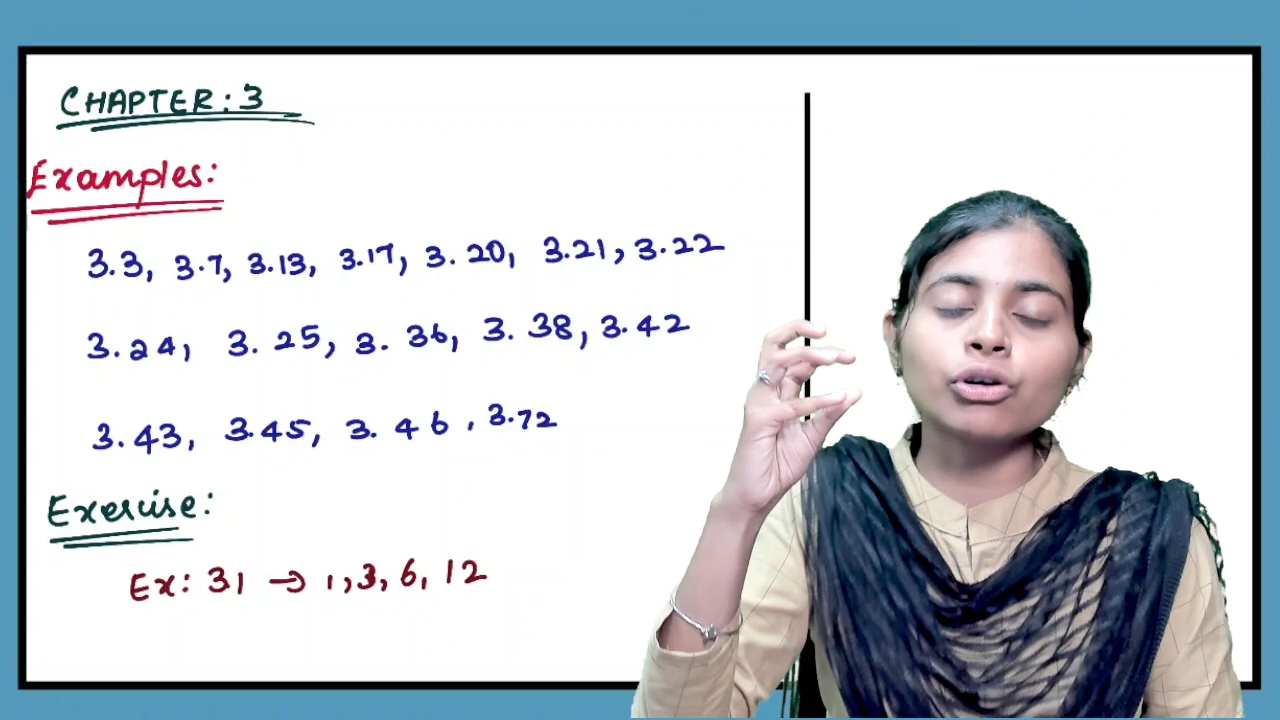 CHAPTER: 3
Examples:
3.3, 3.7, 3.13, 3.17, 3. 20, 3.21, 3.22
3.24, 3. 25, 3. 36, 3. 38, 3.42
3.43, 3.45, 3. 46, 3.72
Exercise:
Ex: 31 → 1, 3, 6, 12